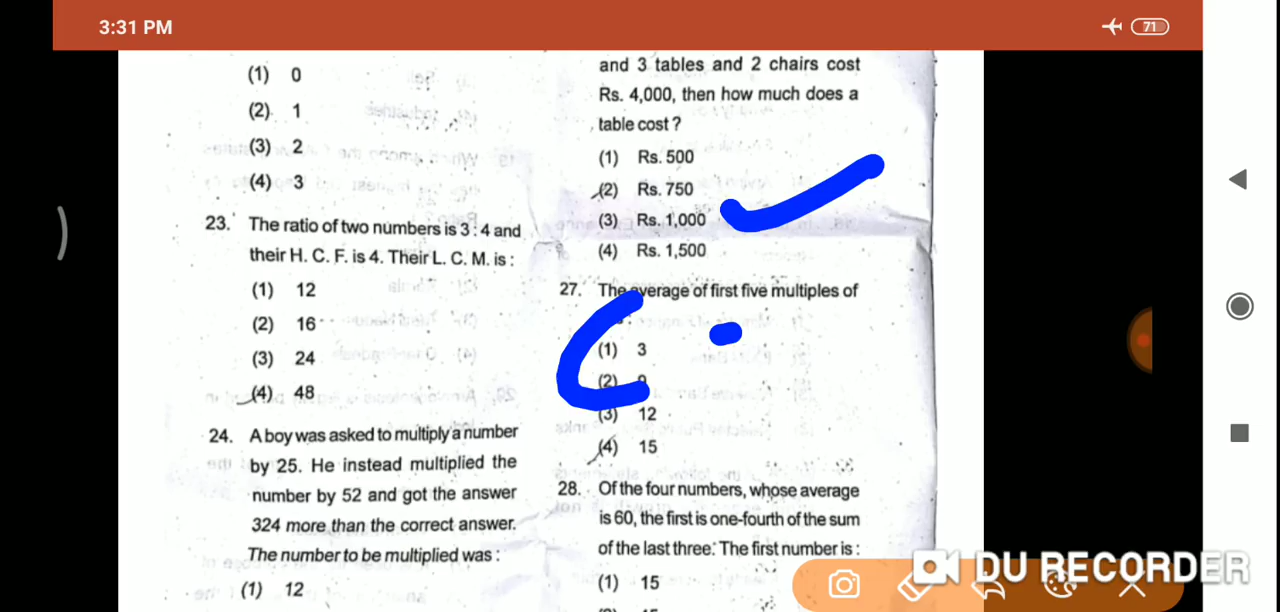 3:31 PM
71
(1) 0
(2) 1
(3) 2
(4) 3
23. The ratio of two numbers is 3 : 4 and
their H. C. F. is 4. Their L. C. M. is :
(1) 12
(2) 16
(3) 24
(4) 48
24. A boy was asked to multiply a number
by 25. He instead multiplied the
number by 52 and got the answer
324 more than the correct answer.
The number to be multiplied was :
(1) 12
and 3 tables and 2 chairs cost
Rs. 4,000, then how much does a
table cost ?
(1) Rs. 500
(2) Rs. 750
(3) Rs. 1,000
(4) Rs. 1,500
27. The average of first five multiples of
(1) 3
(2) 9
(3) 12
(4) 15
28. Of the four numbers, whose average
is 60, the first is one-fourth of the sum
of the last three. The first number is :
(1) 15
DU RECORDER